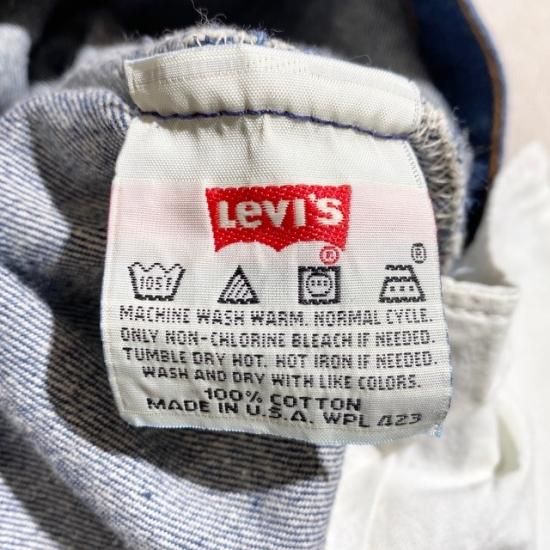 Levi's
®
®
105F
MACHINE WASH WARM. NORMAL CYCLE.
ONLY NON-CHLORINE BLEACH IF NEEDED.
TUMBLE DRY HOT. HOT IRON IF NEEDED.
WASH AND DRY WITH LIKE COLORS.
100% COTTON
MADE IN U.S.A. WPL 423